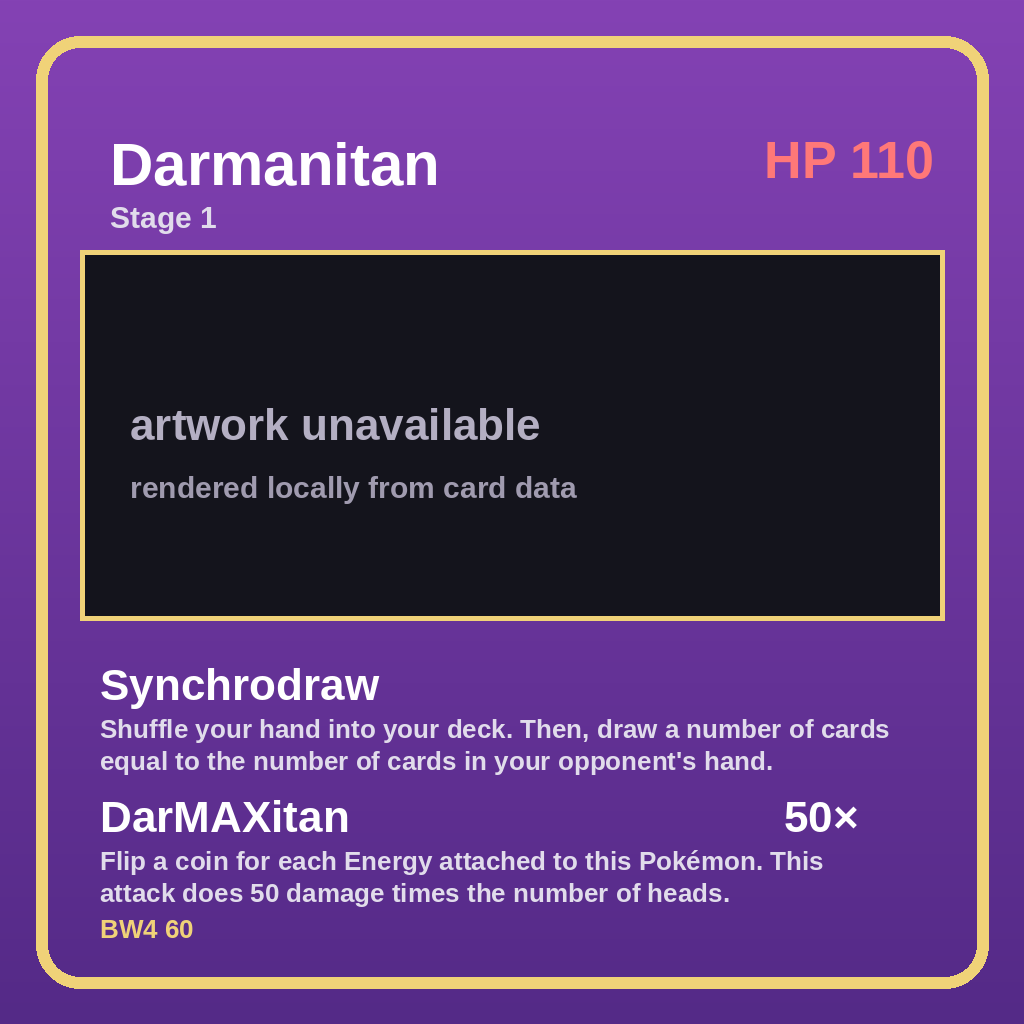 Darmanitan
HP 110
Stage 1
artwork unavailable
rendered locally from card data
Synchrodraw
Shuffle your hand into your deck. Then, draw a number of cards
equal to the number of cards in your opponent's hand.
DarMAXitan 50×
Flip a coin for each Energy attached to this Pokémon. This
attack does 50 damage times the number of heads.
BW4 60